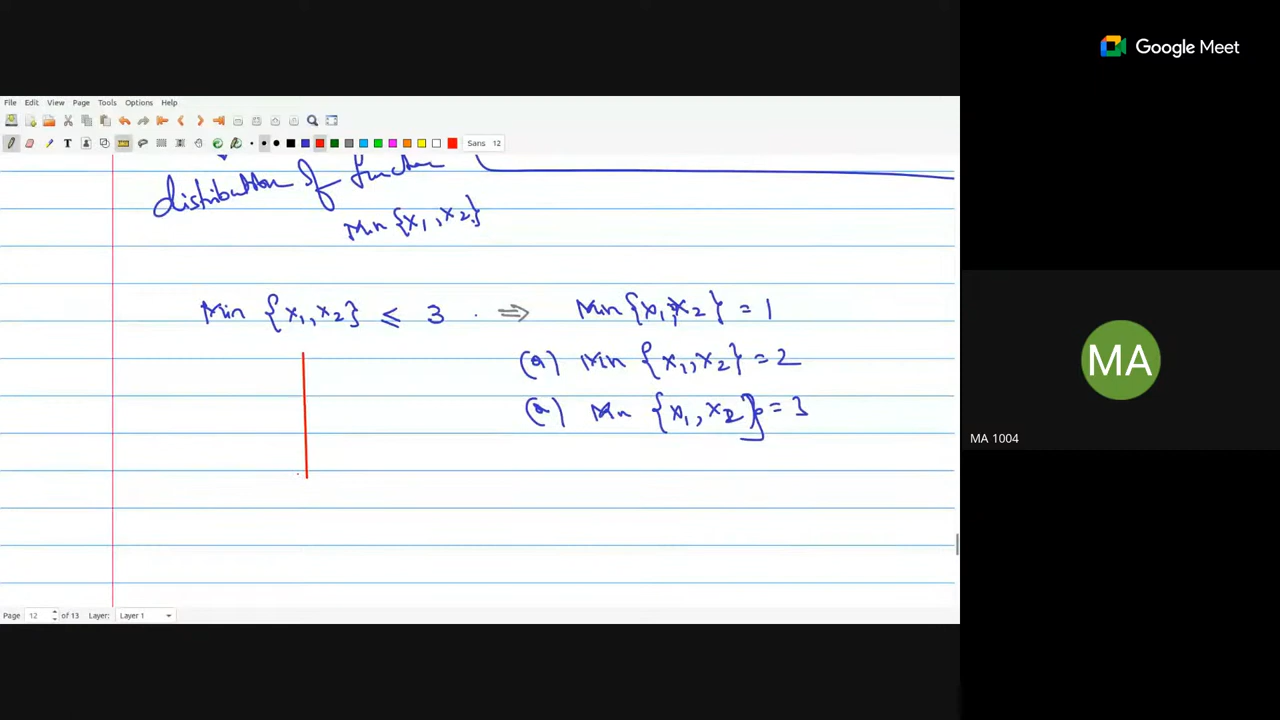 Google Meet
File Edit View Page Tools Options Help
Sans 12
distribution of function
Min {x1, x2}
Min {x1, x2} ≤ 3 . ⇒ Min {x1, x2} = 1
(or) Min {x1, x2} = 2
(or) Min {x1, x2} = 3
MA
MA 1004
Page 12 of 13 Layer: Layer 1